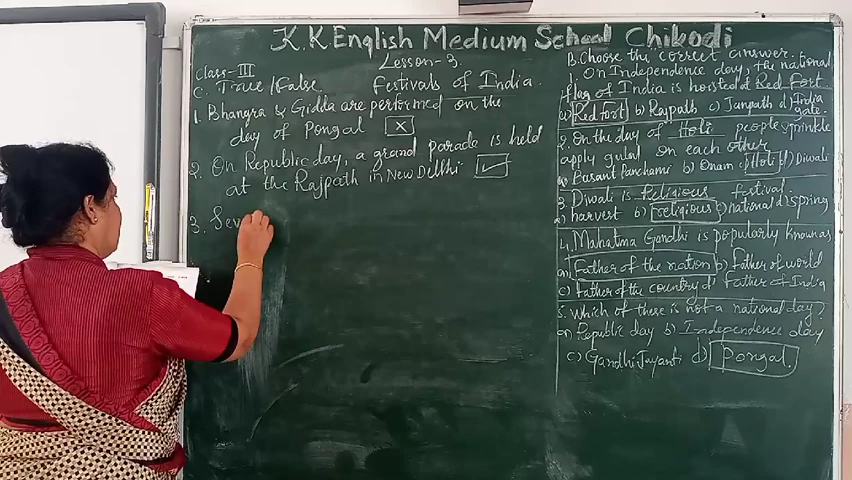 K.K English Medium School Chikodi
Lesson-3
Class-III
C. True/False. Festivals of India.
1. Bhangra & Gidda are performed on the
day of Pongal [x]
2. On Republic day, a grand parade is held
at the Rajpath in New Delhi [✓]
3. Sev
B. Choose the correct answer.
1. On Independence day, the national
flag of India is hoisted at Red Fort
a) Red fort b) Rajpath c) Janpath d) India
gate.
2. On the day of Holi people sprinkle
apply gulal on each other
a) Basant Panchami b) Onam c) Holi d) Diwali
3. Diwali is Religious festival.
a) harvest b) religious c) national d) spring
4. Mahatma Gandhi is popularly known as
a) Father of the nation b) Father of world
c) Father of the country d) Father of India
5. Which of these is not a national day?
a) Republic day b) Independence day
c) Gandhi Jayanti d) Pongal.